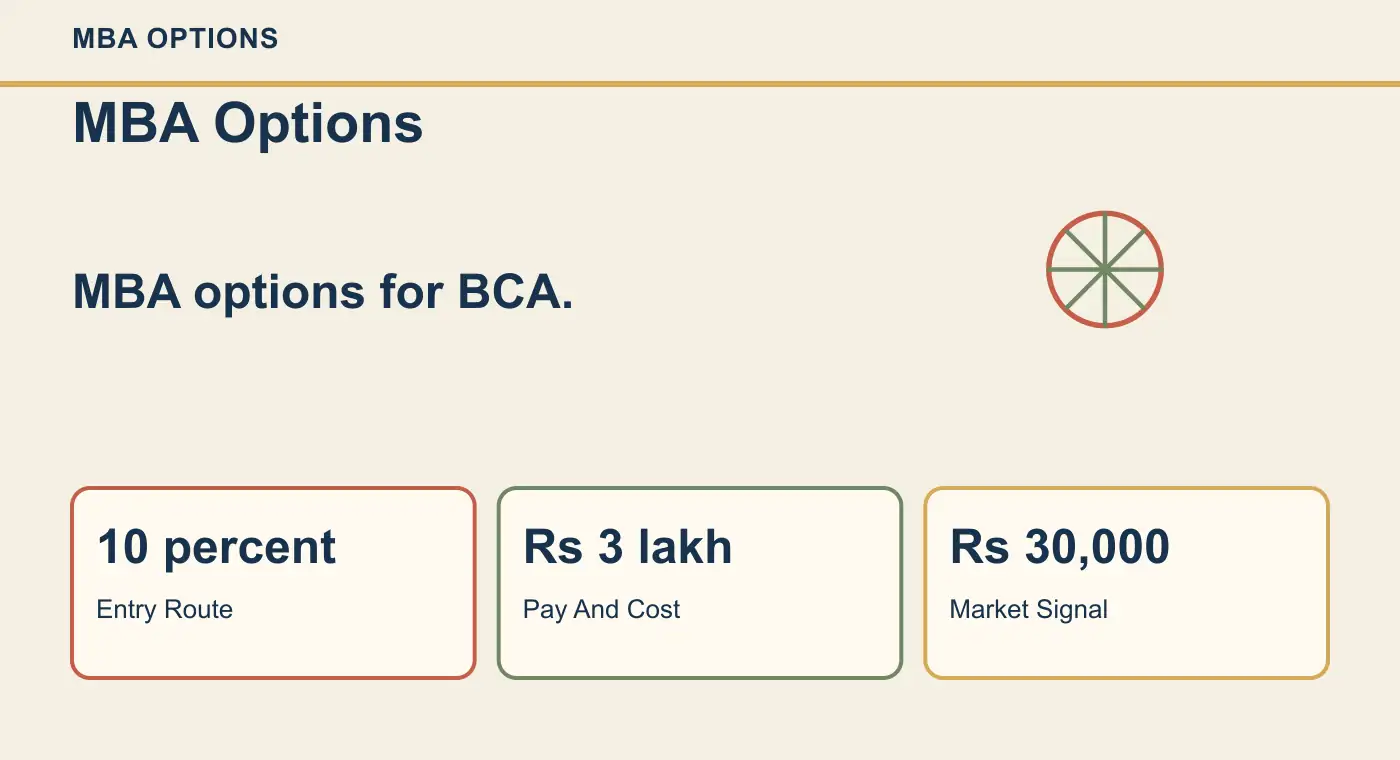 MBA OPTIONS
MBA Options
MBA options for BCA.
10 percent
Entry Route
Rs 3 lakh
Pay And Cost
Rs 30,000
Market Signal